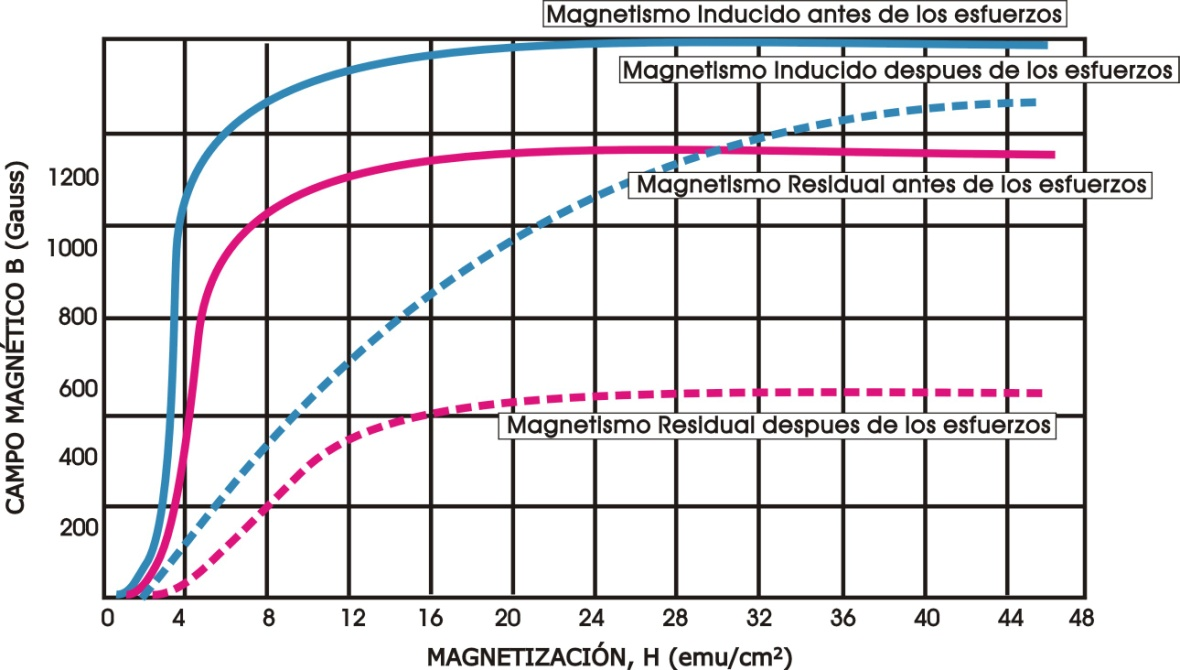 Magnetismo Inducido antes de los esfuerzos
Magnetismo Inducido despues de los esfuerzos
Magnetismo Residual antes de los esfuerzos
Magnetismo Residual despues de los esfuerzos
CAMPO MAGNÉTICO B (Gauss)
1200
1000
800
600
400
200
0 4 8 12 16 20 24 28 32 36 40 44 48
MAGNETIZACIÓN, H (emu/cm²)